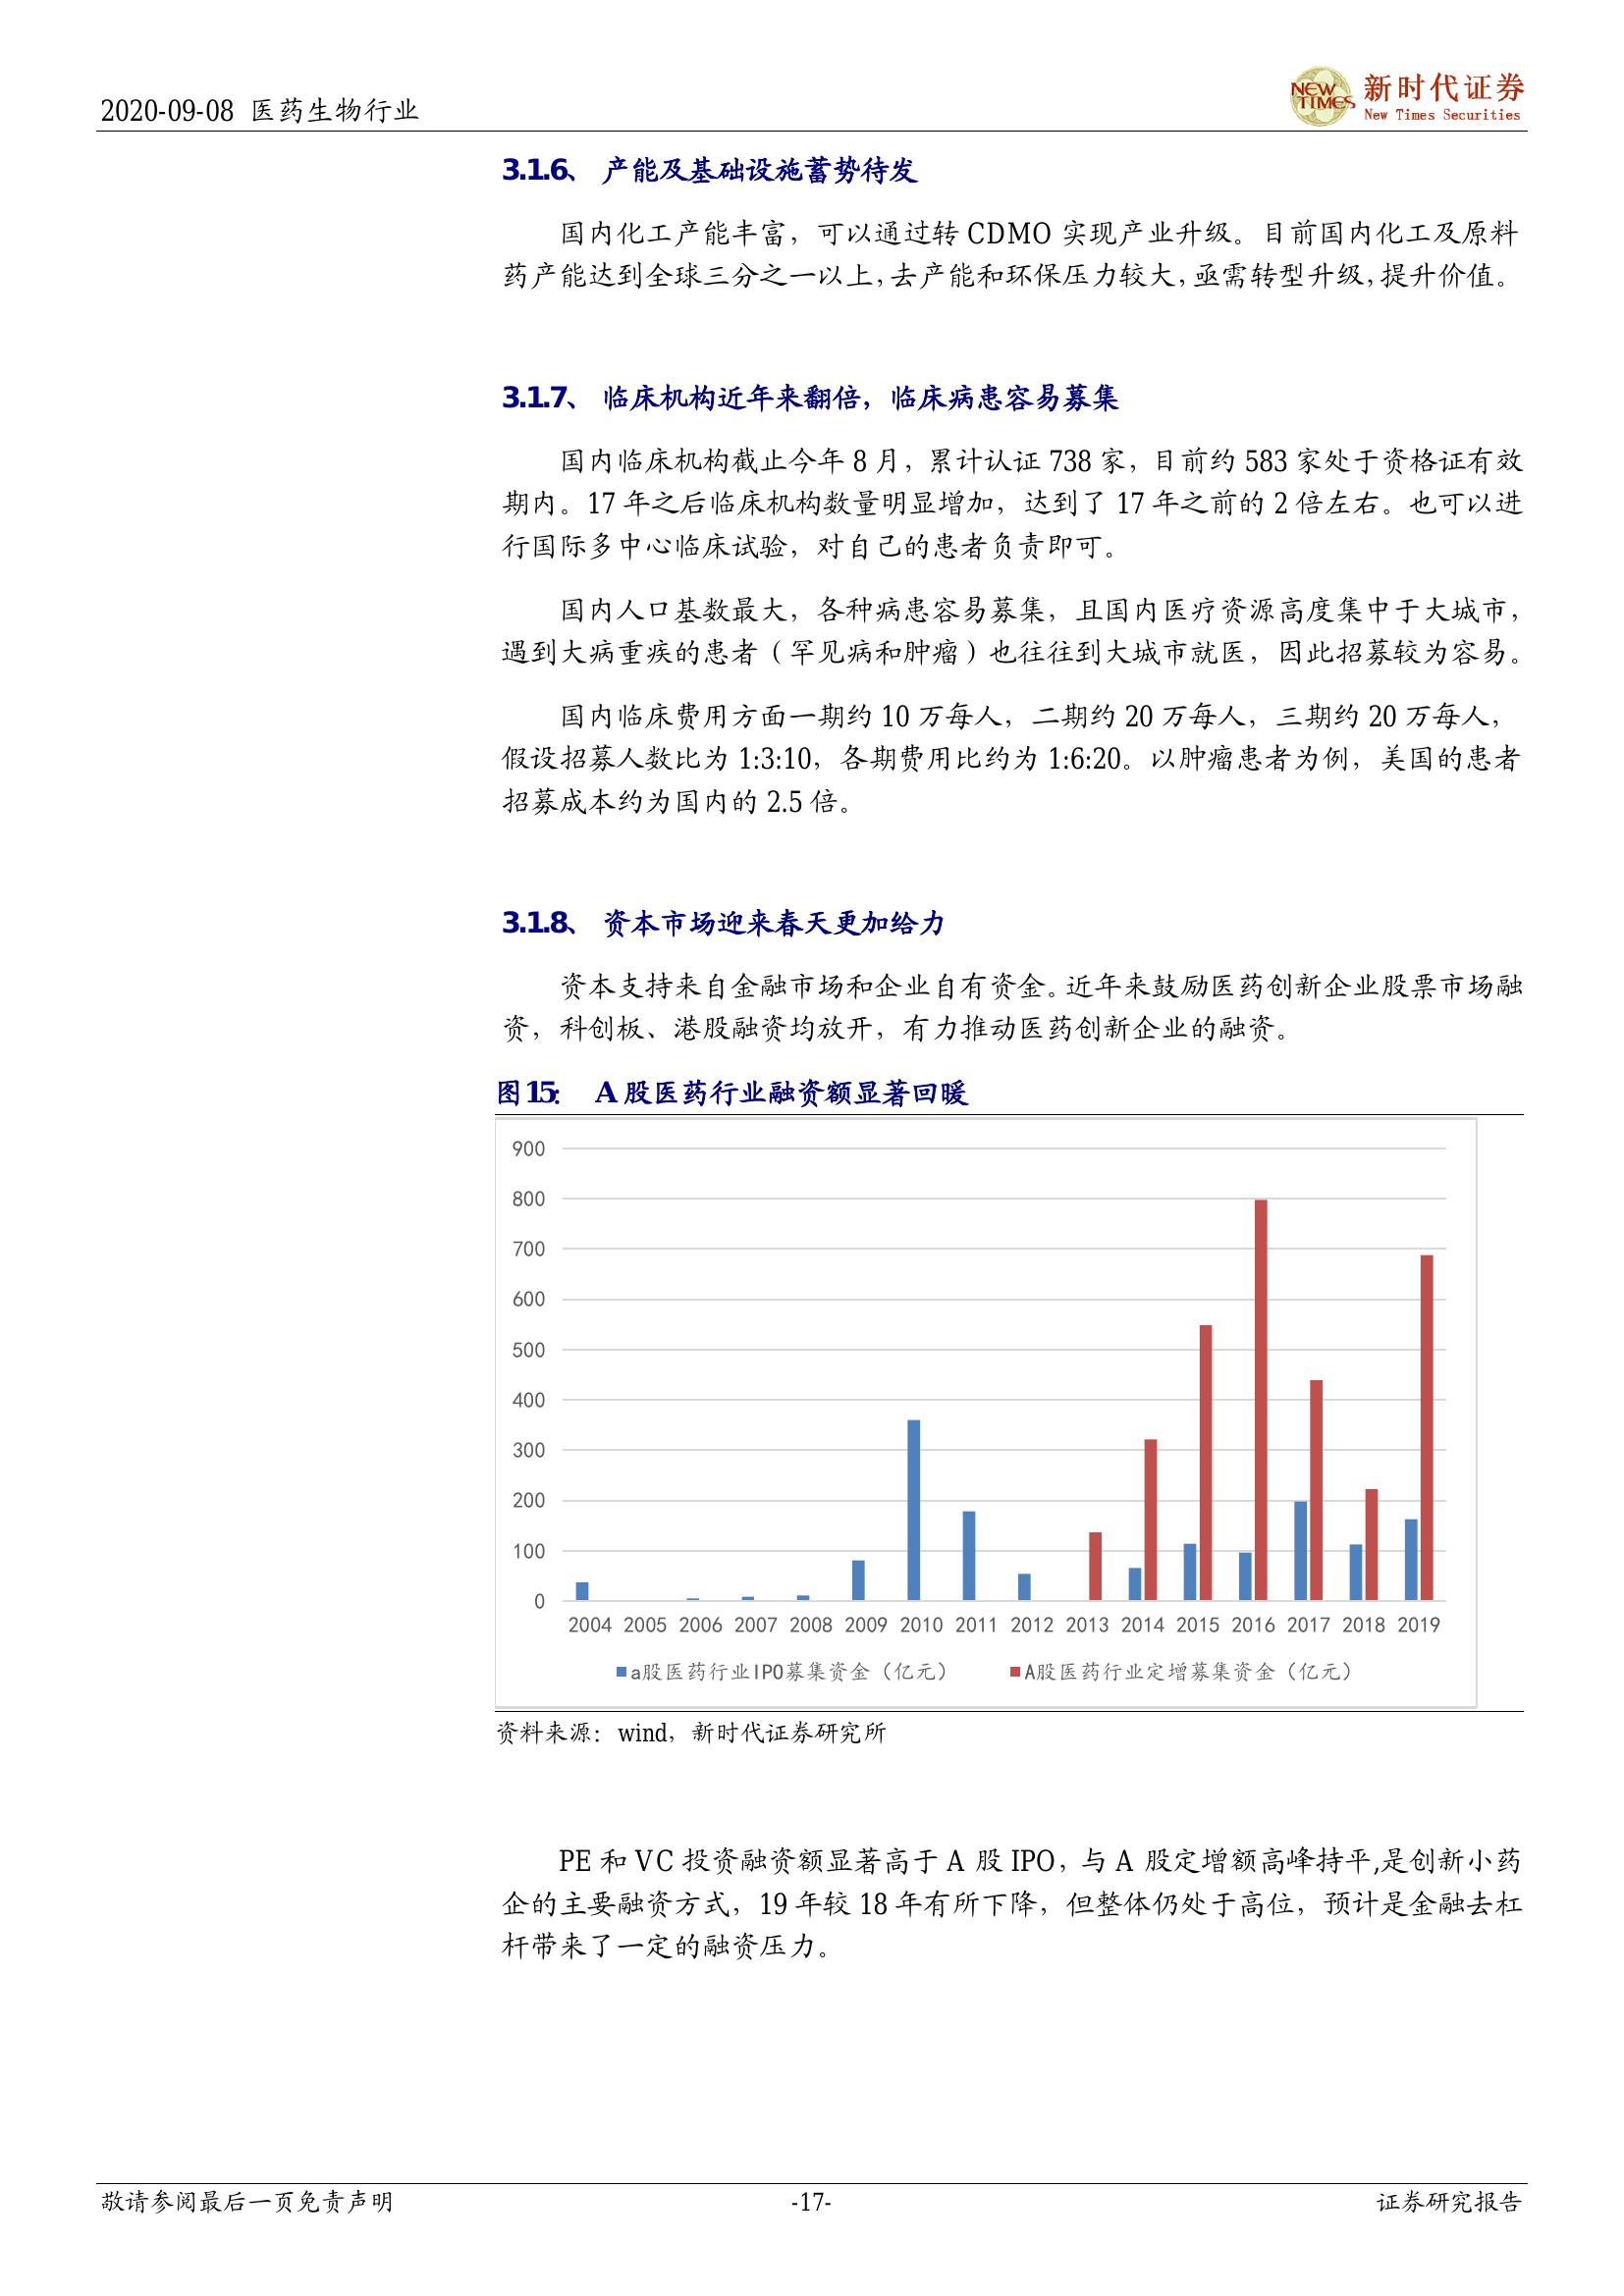 2020-09-08 医药生物行业
NEW TIMES
新时代证券
New Times Securities
3.1.6、 产能及基础设施蓄势待发
国内化工产能丰富，可以通过转 CDMO 实现产业升级。目前国内化工及原料
药产能达到全球三分之一以上，去产能和环保压力较大，亟需转型升级，提升价值。
3.1.7、 临床机构近年来翻倍，临床病患容易募集
国内临床机构截止今年 8 月，累计认证 738 家，目前约 583 家处于资格证有效
期内。17 年之后临床机构数量明显增加，达到了 17 年之前的 2 倍左右。也可以进
行国际多中心临床试验，对自己的患者负责即可。
国内人口基数最大，各种病患容易募集，且国内医疗资源高度集中于大城市，
遇到大病重疾的患者（罕见病和肿瘤）也往往到大城市就医，因此招募较为容易。
国内临床费用方面一期约 10 万每人，二期约 20 万每人，三期约 20 万每人，
假设招募人数比为 1:3:10，各期费用比约为 1:6:20。以肿瘤患者为例，美国的患者
招募成本约为国内的 2.5 倍。
3.1.8、 资本市场迎来春天更加给力
资本支持来自金融市场和企业自有资金。近年来鼓励医药创新企业股票市场融
资，科创板、港股融资均放开，有力推动医药创新企业的融资。
图 15： A 股医药行业融资额显著回暖
900
800
700
600
500
400
300
200
100
0
2004 2005 2006 2007 2008 2009 2010 2011 2012 2013 2014 2015 2016 2017 2018 2019
a股医药行业IPO募集资金（亿元） A股医药行业定增募集资金（亿元）
资料来源：wind，新时代证券研究所
PE 和 VC 投资融资额显著高于 A 股 IPO，与 A 股定增额高峰持平,是创新小药
企的主要融资方式，19 年较 18 年有所下降，但整体仍处于高位，预计是金融去杠
杆带来了一定的融资压力。
敬请参阅最后一页免责声明 -17- 证券研究报告